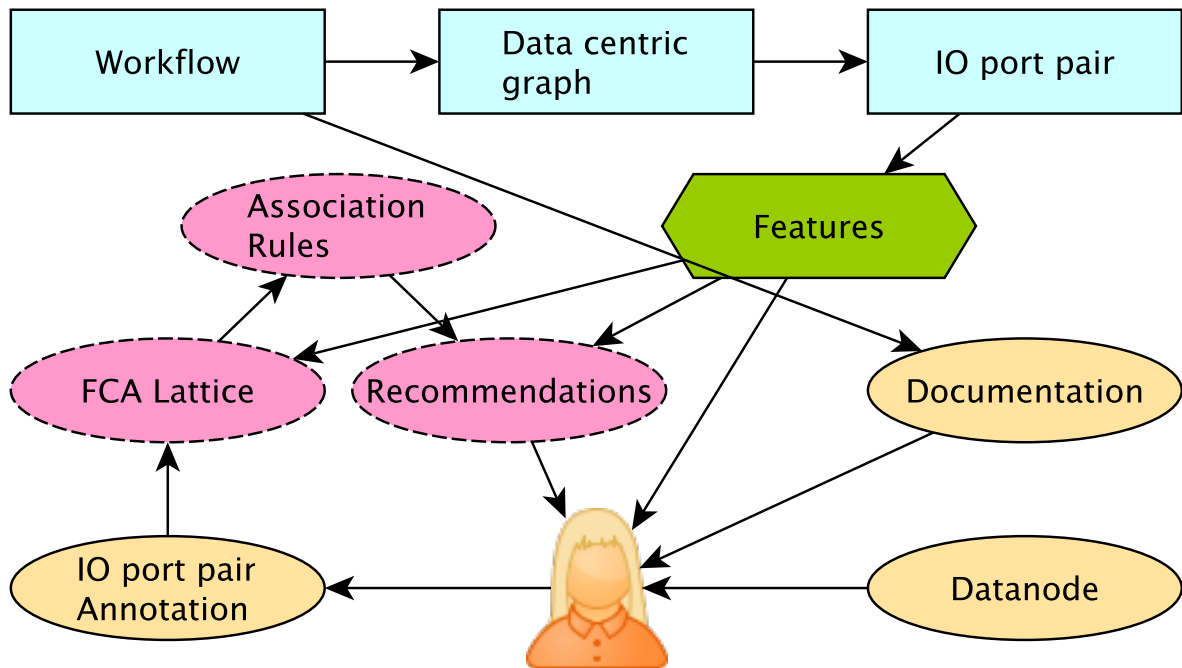 Workflow
Data centric
graph
IO port pair
Association
Rules
Features
FCA Lattice
Recommendations
Documentation
IO port pair
Annotation
Datanode